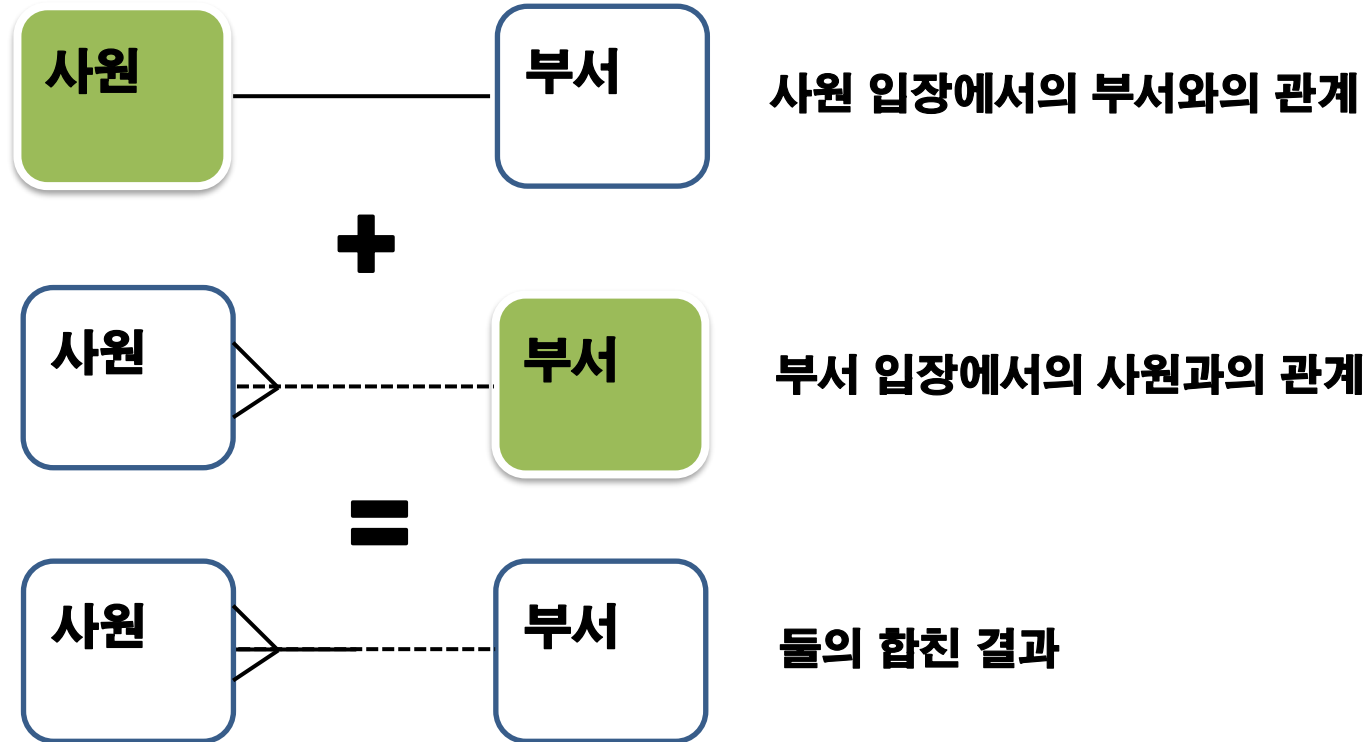 사원
부서
사원 입장에서의 부서와의 관계
+
사원
부서
부서 입장에서의 사원과의 관계
=
사원
부서
둘의 합친 결과